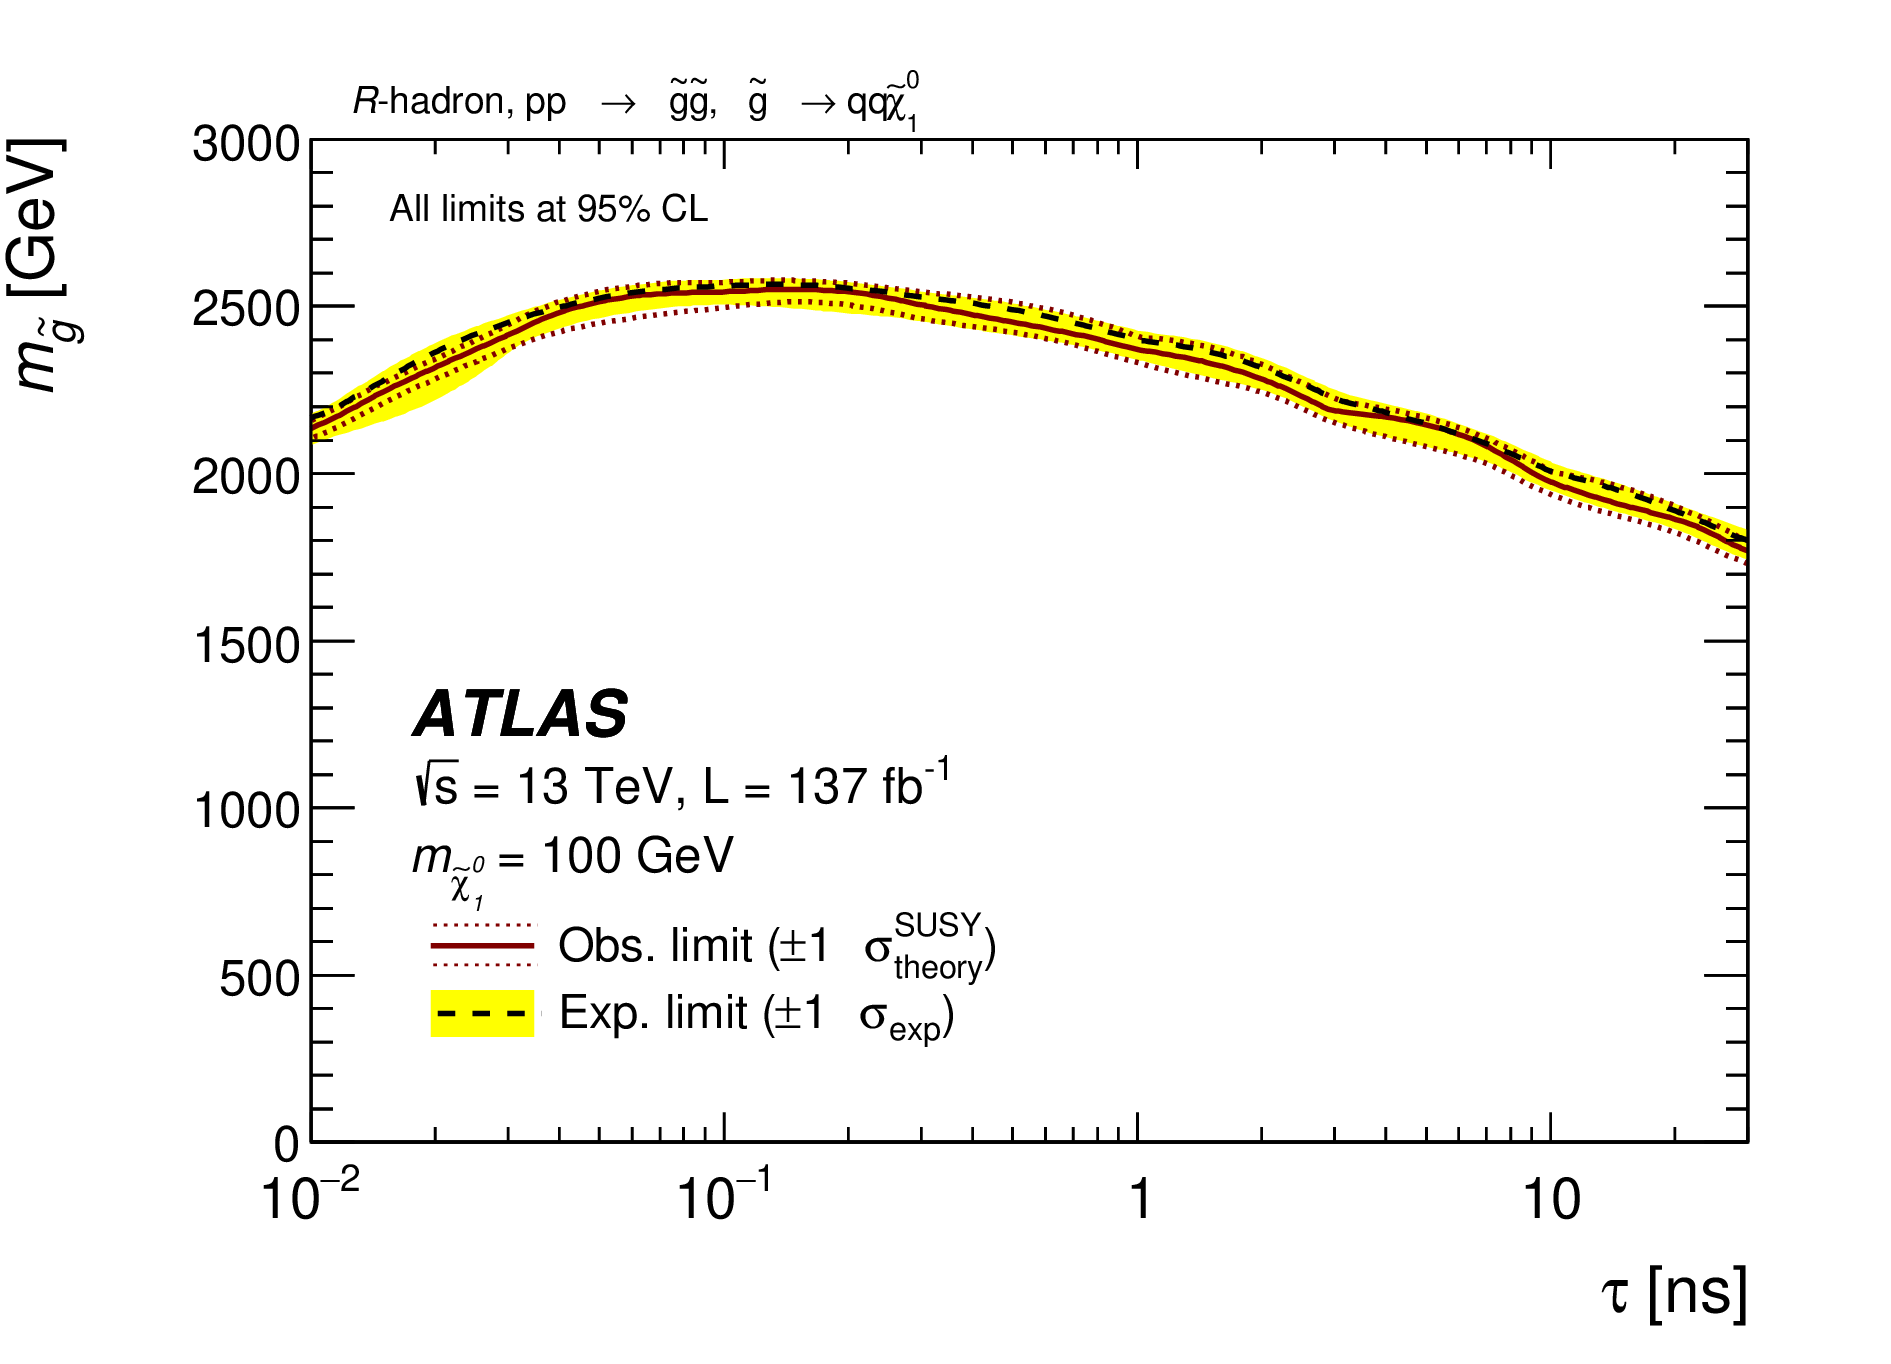 R-hadron, pp → g̃g̃, g̃ → qqχ̃₁⁰
m_g̃ [GeV]
3000
All limits at 95% CL
2500
2000
1500
ATLAS
√s = 13 TeV, L = 137 fb⁻¹
1000
m_χ̃₁⁰ = 100 GeV
500
Obs. limit (±1 σ_theory^SUSY)
Exp. limit (±1 σ_exp)
0
10⁻² 10⁻¹ 1 10
τ [ns]